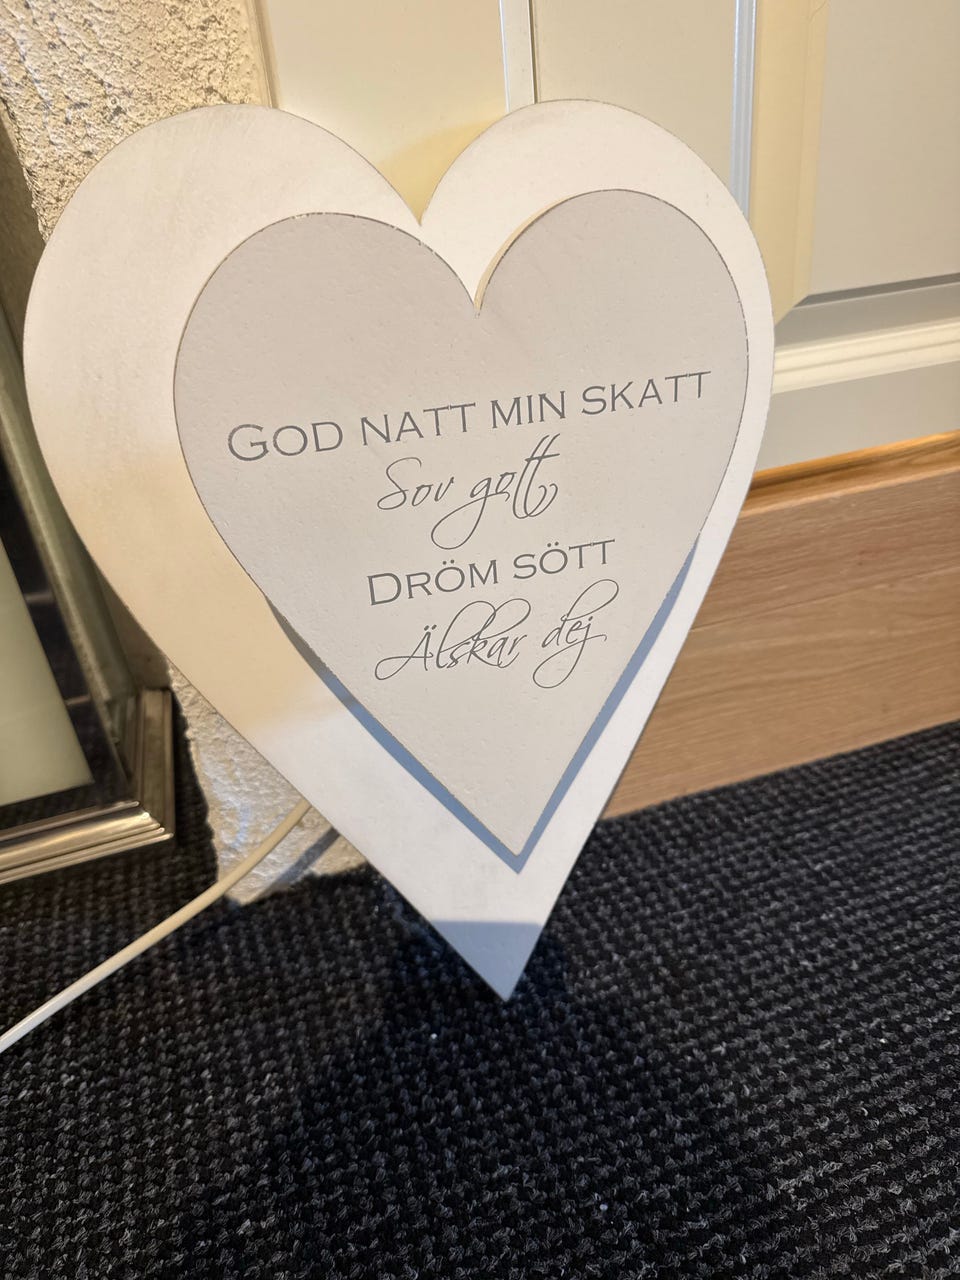 GOD NATT MIN SKATT
Sov gott
DRÖM SÖTT
Älskar dej